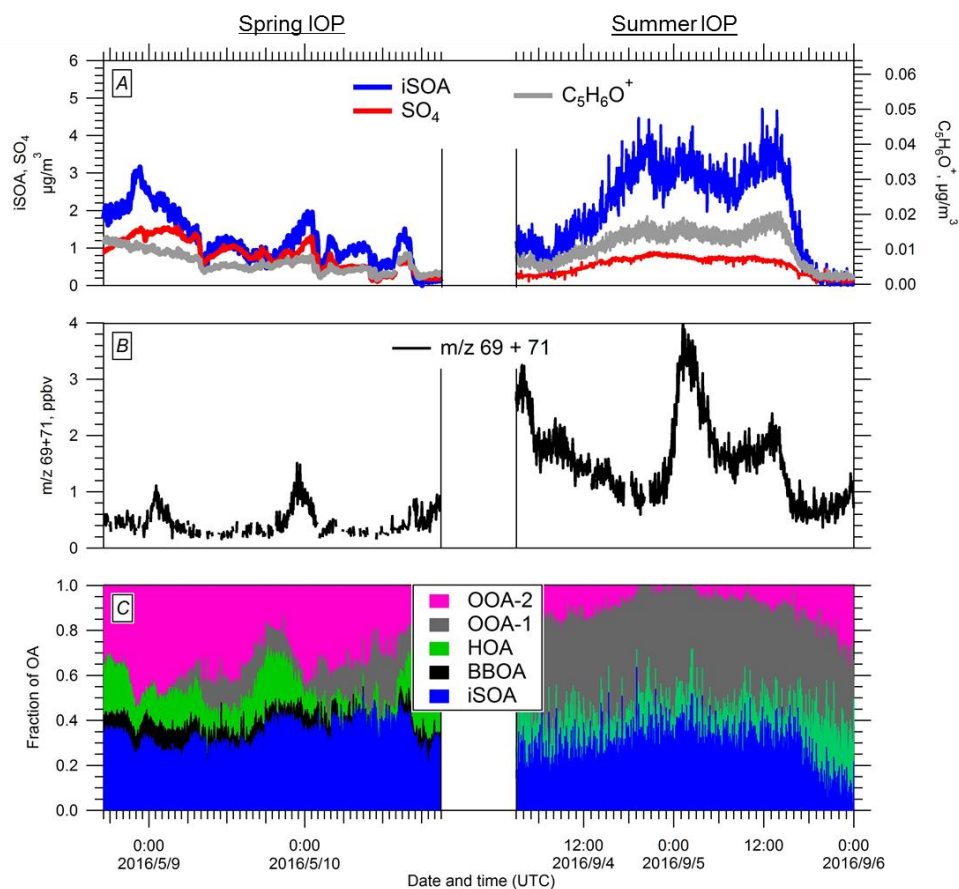 Spring IOP
Summer IOP
A
iSOA
SO₄
C₅H₆O⁺
6
5
4
3
2
1
0
iSOA, SO₄
µg/m³
0.06
0.05
0.04
0.03
0.02
0.01
0.00
C₅H₆O⁺, µg/m³
B
m/z 69 + 71
4
3
2
1
0
m/z 69+71, ppbv
C
OOA-2
OOA-1
HOA
BBOA
iSOA
1.0
0.8
0.6
0.4
0.2
0.0
Fraction of OA
0:00
2016/5/9
0:00
2016/5/10
12:00
2016/9/4
0:00
2016/9/5
12:00
0:00
2016/9/6
Date and time (UTC)